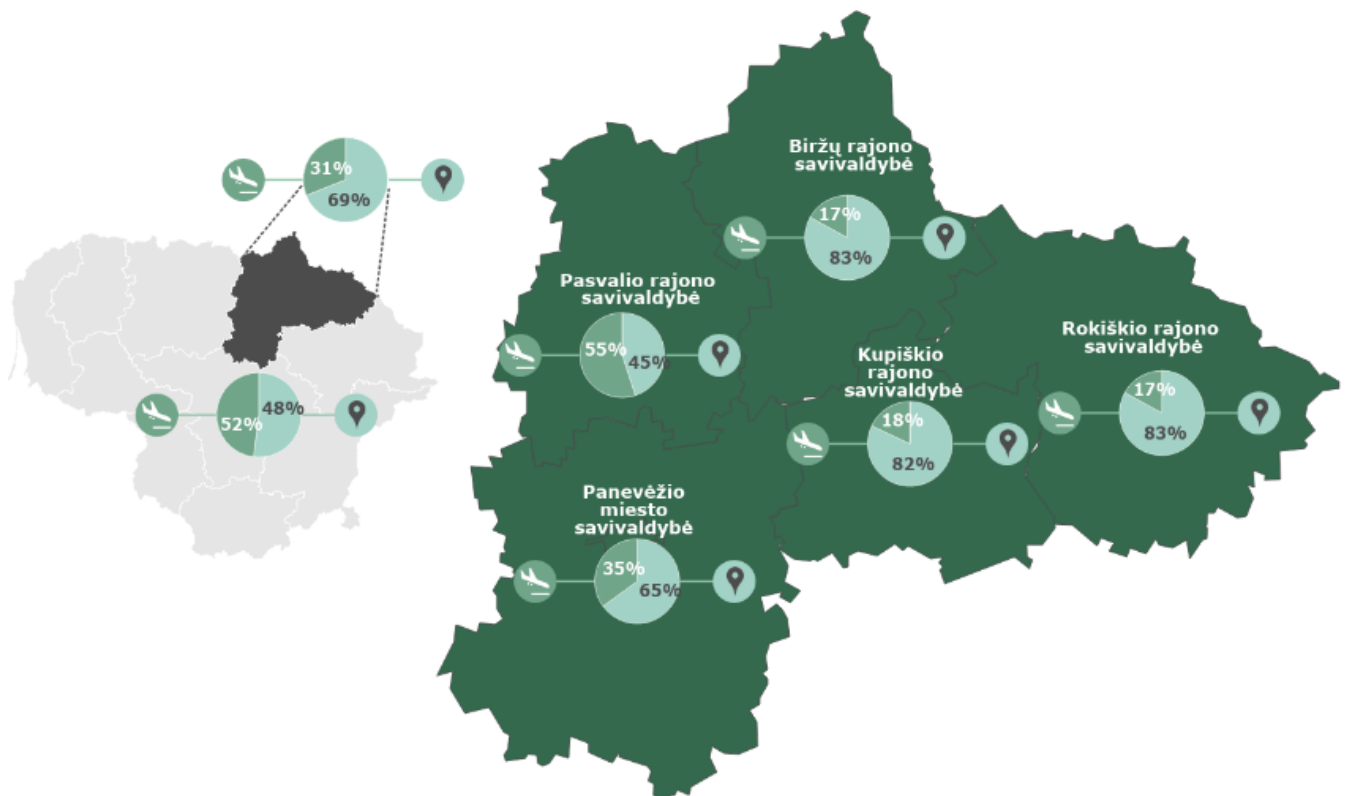 31%
69%
52%
48%
Biržų rajono
savivaldybė
17%
83%
Pasvalio rajono
savivaldybė
55%
45%
Kupiškio
rajono
savivaldybė
18%
82%
Rokiškio rajono
savivaldybė
17%
83%
Panevėžio
miesto
savivaldybė
35%
65%